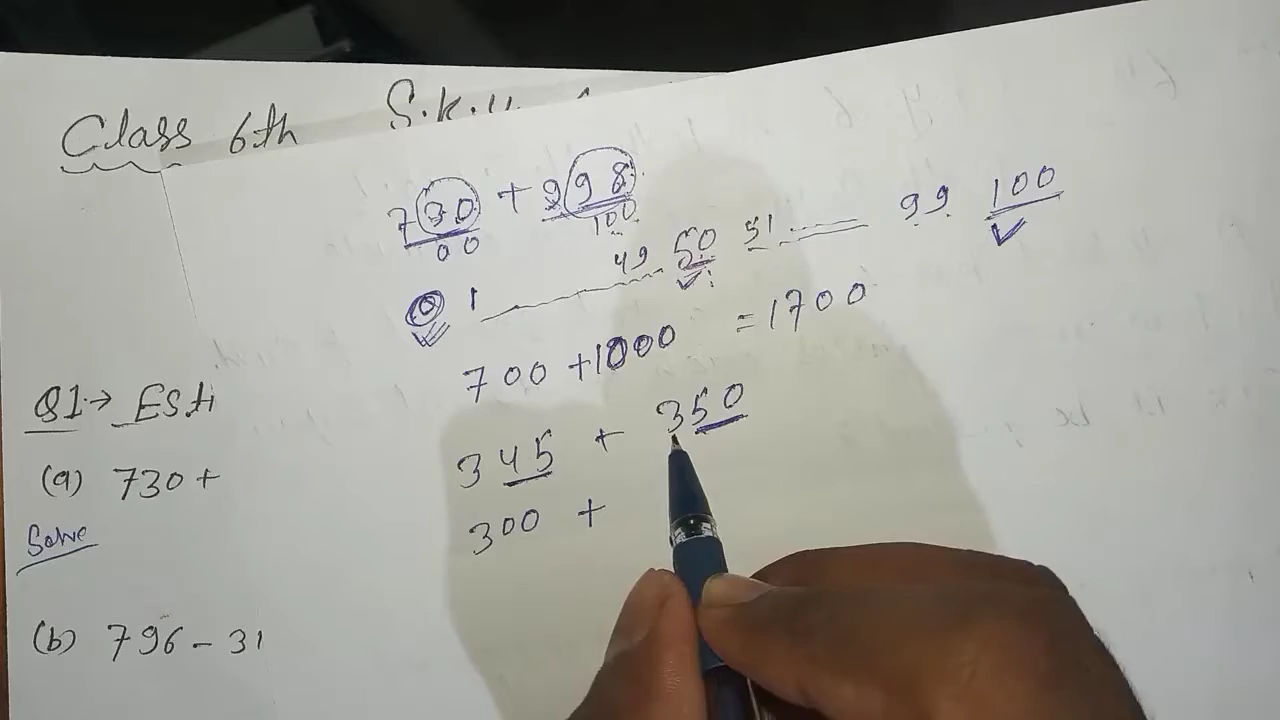 Class 6th S.K.
730 + 998
00 100
0 1 49 50 51 99 100
700 + 1000 = 1700
345 + 350
300 +
Q1→ Esti
(a) 730 +
Solve
(b) 796 - 31